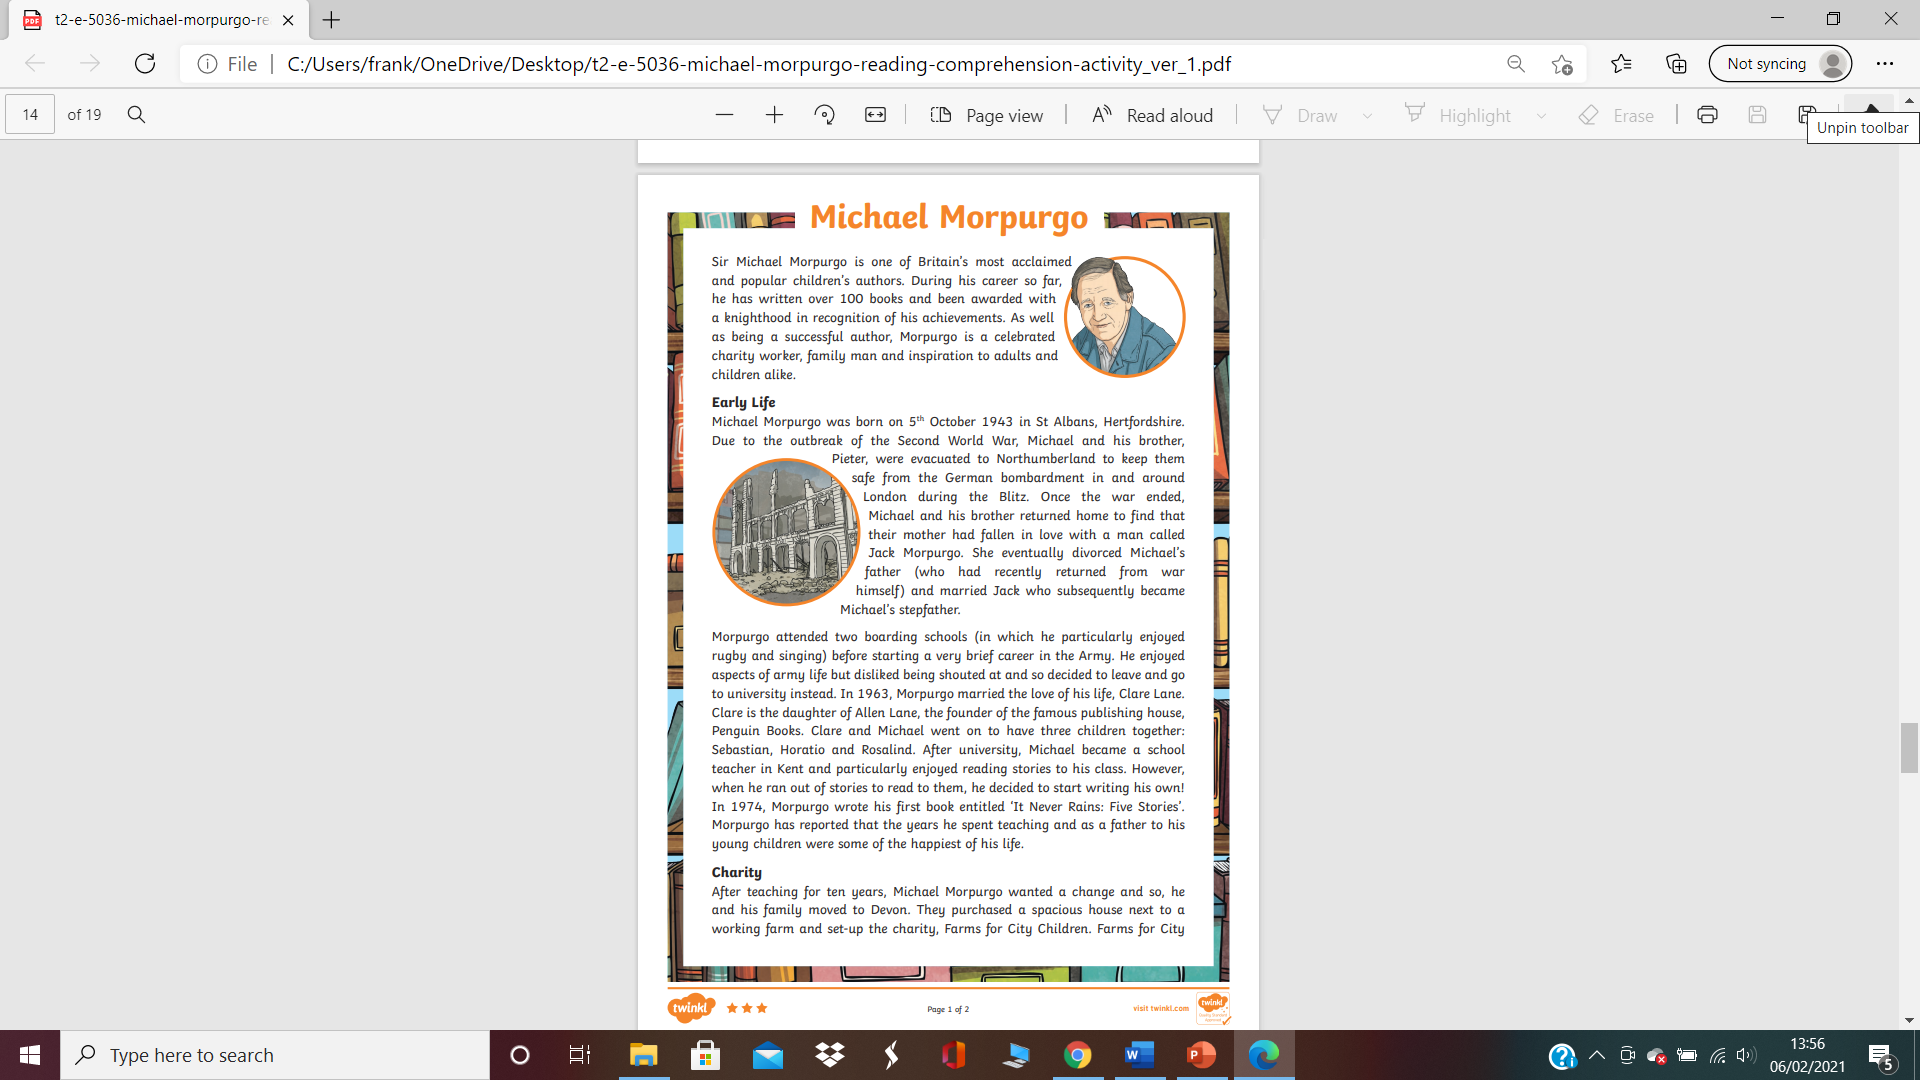 t2-e-5036-michael-morpurgo-re
File
C:/Users/frank/OneDrive/Desktop/t2-e-5036-michael-morpurgo-reading-comprehension-activity_ver_1.pdf
Not syncing
14 of 19
Page view
Read aloud
Draw
Highlight
Erase
Unpin toolbar
Michael Morpurgo
Sir Michael Morpurgo is one of Britain's most acclaimed
and popular children's authors. During his career so far,
he has written over 100 books and been awarded with
a knighthood in recognition of his achievements. As well
as being a successful author, Morpurgo is a celebrated
charity worker, family man and inspiration to adults and
children alike.
Early Life
Michael Morpurgo was born on 5th October 1943 in St Albans, Hertfordshire.
Due to the outbreak of the Second World War, Michael and his brother,
Pieter, were evacuated to Northumberland to keep them
safe from the German bombardment in and around
London during the Blitz. Once the war ended,
Michael and his brother returned home to find that
their mother had fallen in love with a man called
Jack Morpurgo. She eventually divorced Michael's
father (who had recently returned from war
himself) and married Jack who subsequently became
Michael's stepfather.
Morpurgo attended two boarding schools (in which he particularly enjoyed
rugby and singing) before starting a very brief career in the Army. He enjoyed
aspects of army life but disliked being shouted at and so decided to leave and go
to university instead. In 1963, Morpurgo married the love of his life, Clare Lane.
Clare is the daughter of Allen Lane, the founder of the famous publishing house,
Penguin Books. Clare and Michael went on to have three children together:
Sebastian, Horatio and Rosalind. After university, Michael became a school
teacher in Kent and particularly enjoyed reading stories to his class. However,
when he ran out of stories to read to them, he decided to start writing his own!
In 1974, Morpurgo wrote his first book entitled 'It Never Rains: Five Stories'.
Morpurgo has reported that the years he spent teaching and as a father to his
young children were some of the happiest of his life.
Charity
After teaching for ten years, Michael Morpurgo wanted a change and so, he
and his family moved to Devon. They purchased a spacious house next to a
working farm and set-up the charity, Farms for City Children. Farms for City
twinkl
Page 1 of 2
visit twinkl.com
twinkl
Type here to search
13:56
06/02/2021
5